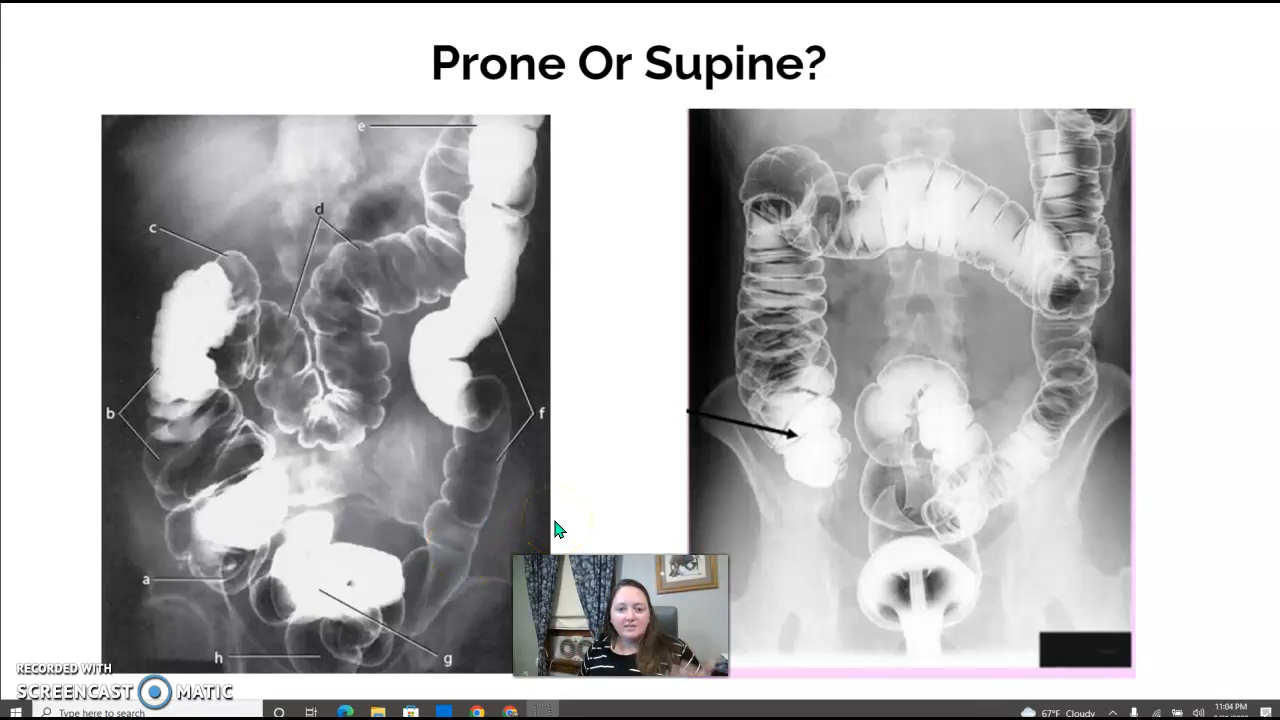 Prone Or Supine?
e
d
c
b
f
a
h
g
RECORDED WITH
SCREENCAST MATIC
Type here to search
67°F Cloudy
11:04 PM